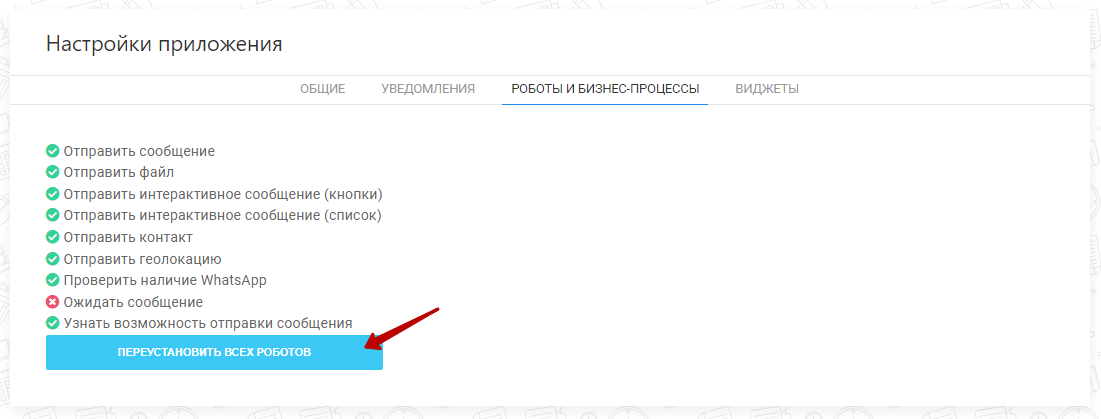 Настройки приложения
ОБЩИЕ УВЕДОМЛЕНИЯ РОБОТЫ И БИЗНЕС-ПРОЦЕССЫ ВИДЖЕТЫ
Отправить сообщение
Отправить файл
Отправить интерактивное сообщение (кнопки)
Отправить интерактивное сообщение (список)
Отправить контакт
Отправить геолокацию
Проверить наличие WhatsApp
Ожидать сообщение
Узнать возможность отправки сообщения
ПЕРЕУСТАНОВИТЬ ВСЕХ РОБОТОВ